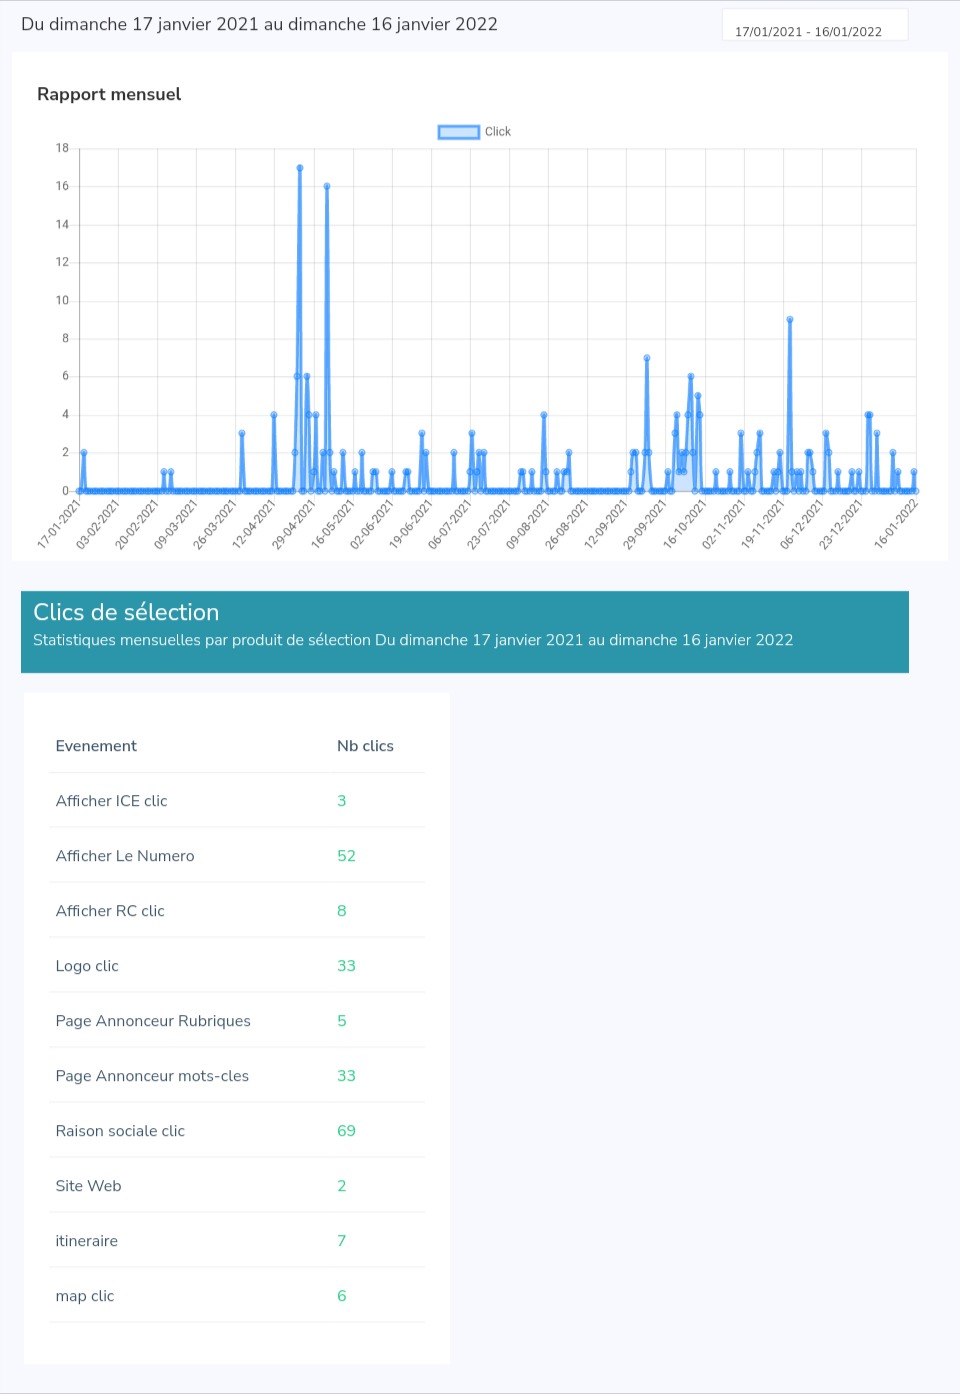 Du dimanche 17 janvier 2021 au dimanche 16 janvier 2022
17/01/2021 - 16/01/2022
Rapport mensuel
Click
18
16
14
12
10
8
6
4
2
0
17-01-2021
03-02-2021
20-02-2021
09-03-2021
26-03-2021
12-04-2021
29-04-2021
16-05-2021
02-06-2021
19-06-2021
06-07-2021
23-07-2021
09-08-2021
26-08-2021
12-09-2021
29-09-2021
16-10-2021
02-11-2021
19-11-2021
06-12-2021
23-12-2021
16-01-2022
Clics de sélection
Statistiques mensuelles par produit de sélection Du dimanche 17 janvier 2021 au dimanche 16 janvier 2022
Evenement Nb clics
Afficher ICE clic 3
Afficher Le Numero 52
Afficher RC clic 8
Logo clic 33
Page Annonceur Rubriques 5
Page Annonceur mots-cles 33
Raison sociale clic 69
Site Web 2
itineraire 7
map clic 6